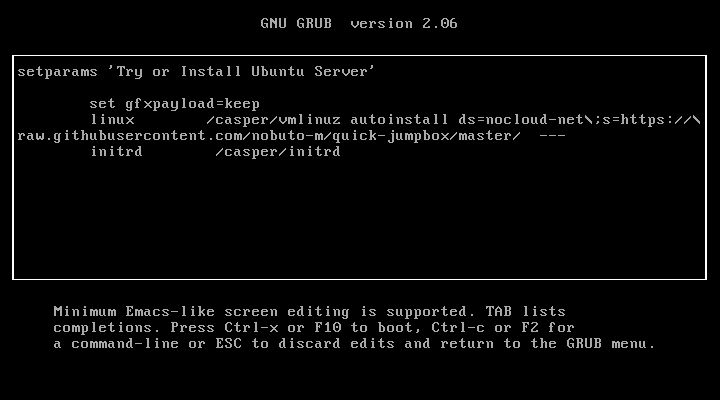 GNU GRUB  version 2.06
setparams 'Try or Install Ubuntu Server'
set gfxpayload=keep
linux        /casper/vmlinuz autoinstall ds=nocloud-net\;s=https://\
raw.githubusercontent.com/nobuto-m/quick-jumpbox/master/  ---
initrd        /casper/initrd
Minimum Emacs-like screen editing is supported. TAB lists
completions. Press Ctrl-x or F10 to boot, Ctrl-c or F2 for
a command-line or ESC to discard edits and return to the GRUB menu.